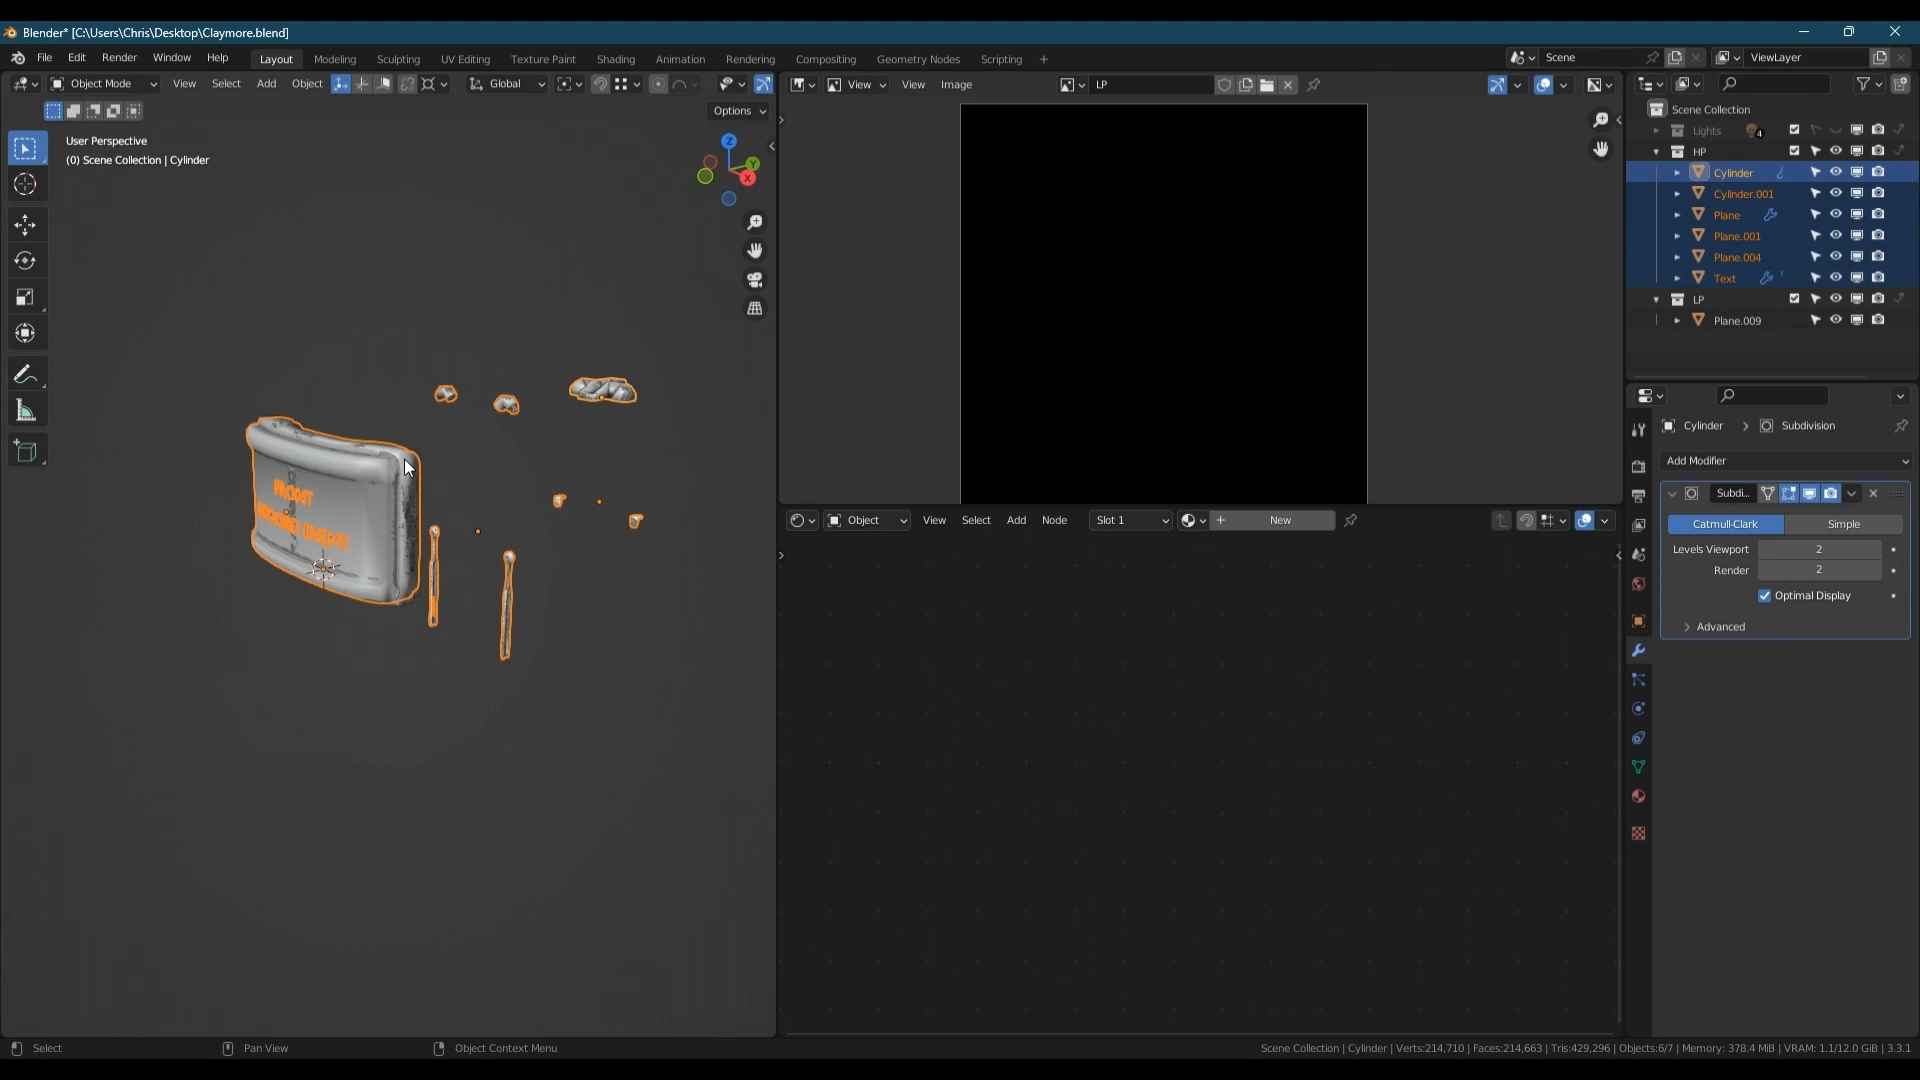 Blender* [C:\Users\Chris\Desktop\Claymore.blend]
File Edit Render Window Help Layout Modeling Sculpting UV Editing Texture Paint Shading Animation Rendering Compositing Geometry Nodes Scripting + Scene ViewLayer
Object Mode View Select Add Object Global
View View Image LP
Options
User Perspective
(0) Scene Collection | Cylinder
Z
Y
X
Scene Collection
Lights 4
HP
Cylinder
Cylinder.001
Plane
Plane.001
Plane.004
Text
LP
Plane.009
FRONT
TOWARD ENEMY
Object View Select Add Node Slot 1 New
Cylinder > Subdivision
Add Modifier
Subdi...
Catmull-Clark Simple
Levels Viewport 2
Render 2
Optimal Display
Advanced
Select Pan View Object Context Menu
Scene Collection | Cylinder | Verts:214,710 | Faces:214,663 | Tris:429,296 | Objects:6/7 | Memory: 378.4 MiB | VRAM: 1.1/12.0 GiB | 3.3.1